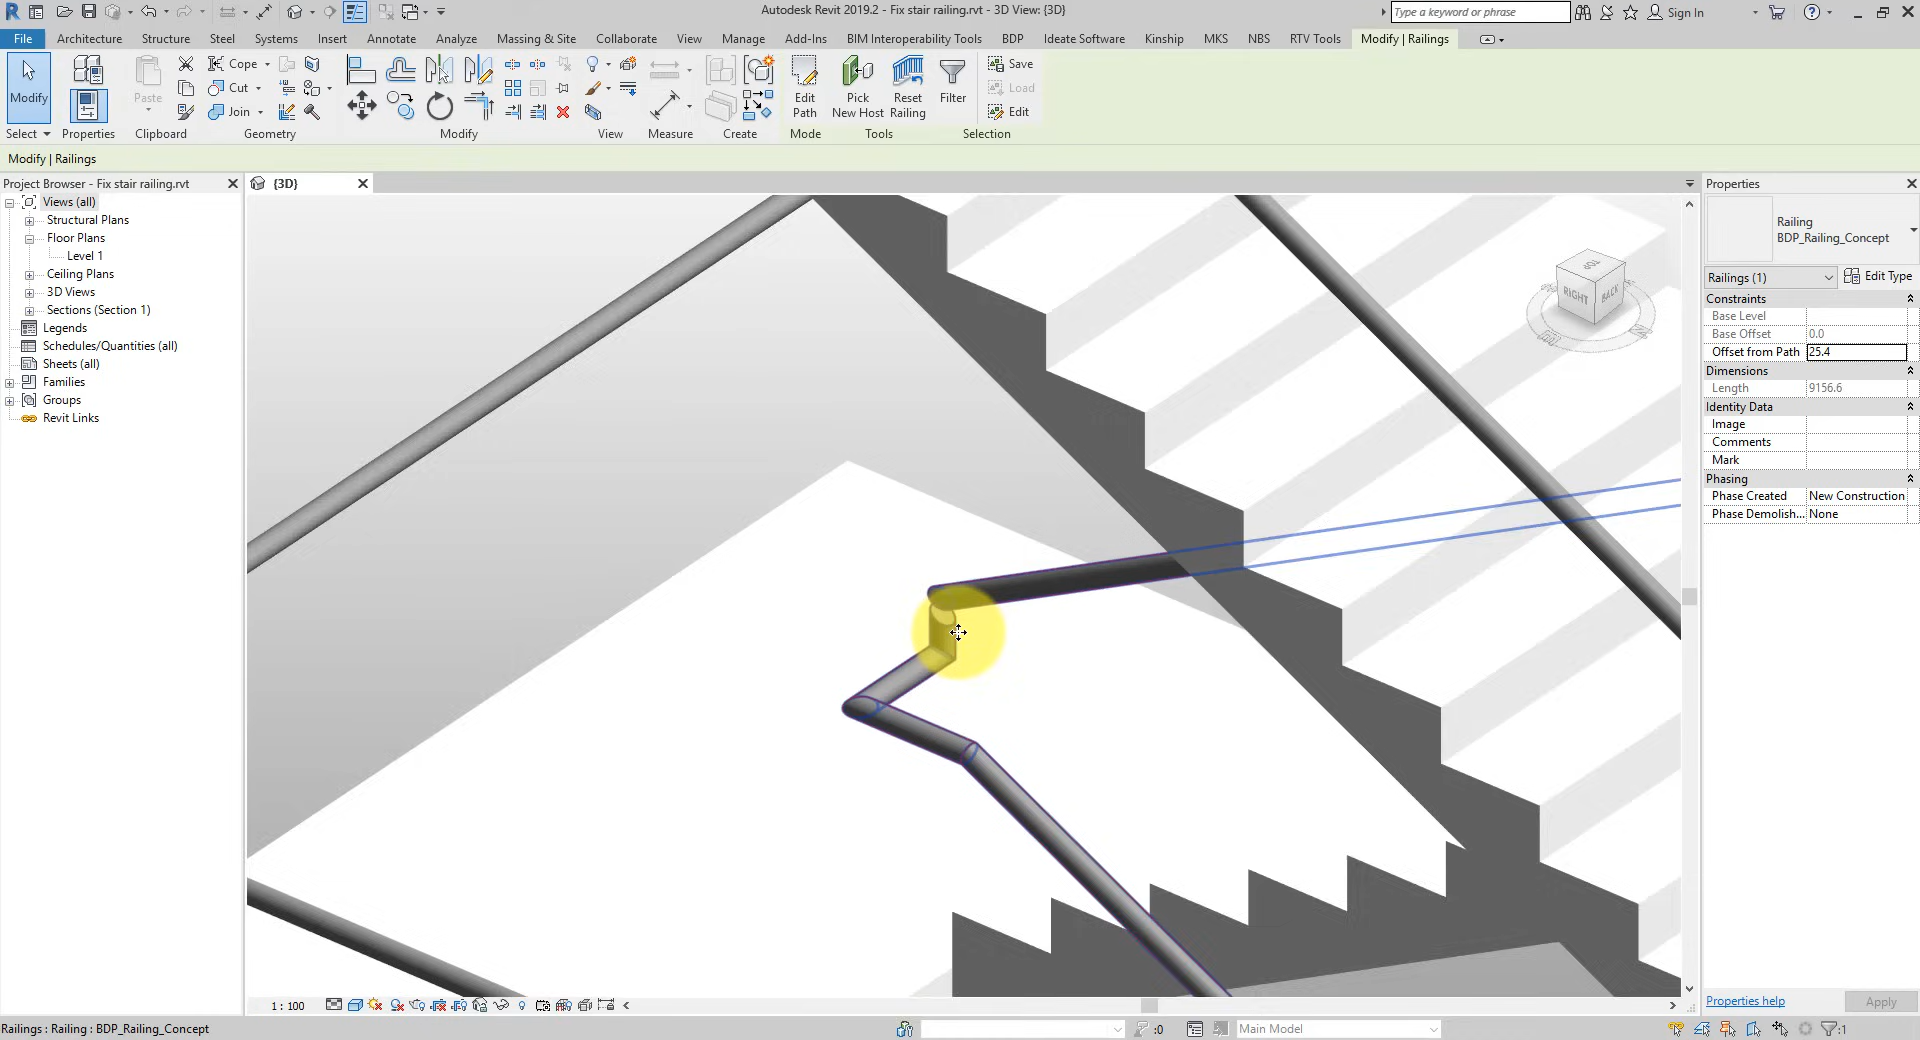 Autodesk Revit 2019.2 - Fix stair railing.rvt - 3D View: {3D}
Type a keyword or phrase
Sign In
File Architecture Structure Steel Systems Insert Annotate Analyze Massing & Site Collaborate View Manage Add-Ins BIM Interoperability Tools BDP Ideate Software Kinship MKS NBS RTV Tools Modify | Railings
Modify
Paste
Cope
Cut
Join
Edit Path
Pick New Host
Reset Railing
Filter
Save
Load
Edit
Select Properties Clipboard Geometry Modify View Measure Create Mode Tools Selection
Modify | Railings
Project Browser - Fix stair railing.rvt
Views (all)
Structural Plans
Floor Plans
Level 1
Ceiling Plans
3D Views
Sections (Section 1)
Legends
Schedules/Quantities (all)
Sheets (all)
Families
Groups
Revit Links
{3D}
TOP
RIGHT
BACK
Properties
Railing
BDP_Railing_Concept
Railings (1)
Edit Type
Constraints
Base Level
Base Offset 0.0
Offset from Path 25.4
Dimensions
Length 9156.6
Identity Data
Image
Comments
Mark
Phasing
Phase Created New Construction
Phase Demolish... None
Properties help
Apply
1 : 100
Railings : Railing : BDP_Railing_Concept
:0
Main Model
:1